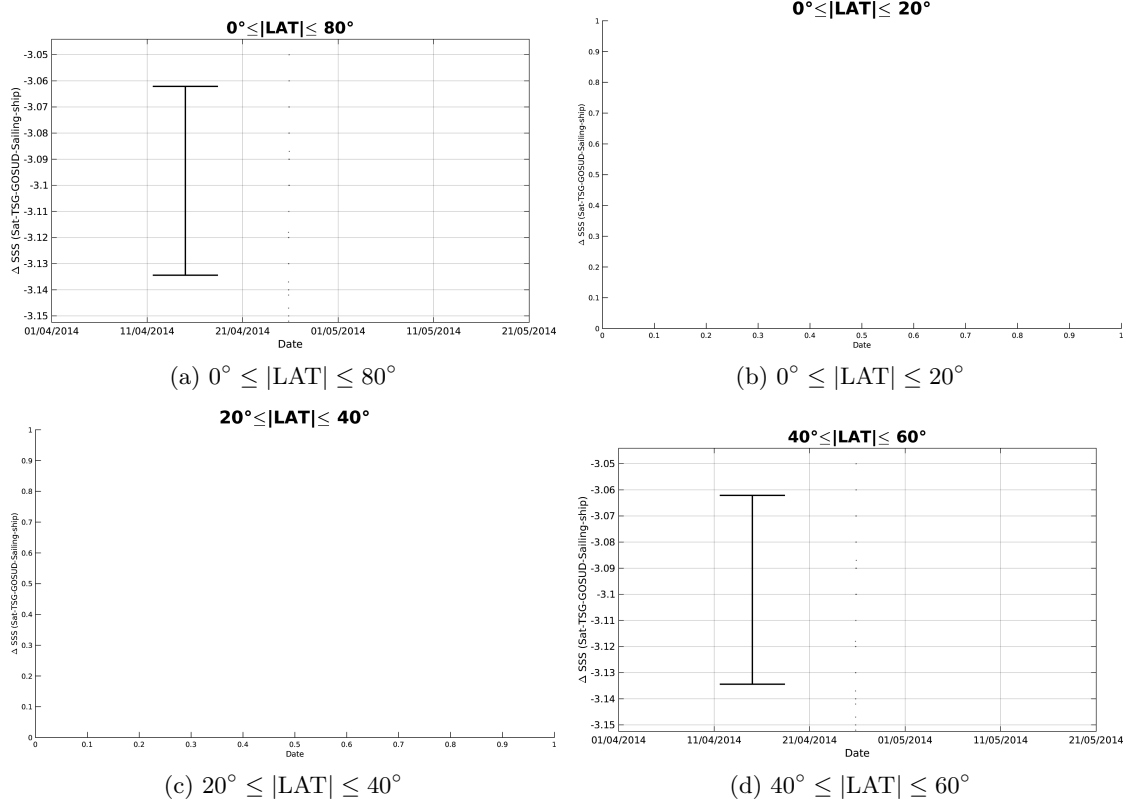 0°≤|LAT|≤ 80°
Δ SSS (Sat-TSG-GOSUD-Sailing-ship)
-3.05
-3.06
-3.07
-3.08
-3.09
-3.1
-3.11
-3.12
-3.13
-3.14
-3.15
01/04/2014 11/04/2014 21/04/2014 01/05/2014 11/05/2014 21/05/2014
Date
(a) 0° ≤ |LAT| ≤ 80°
0°≤|LAT|≤ 20°
Δ SSS (Sat-TSG-GOSUD-Sailing-ship)
1
0.9
0.8
0.7
0.6
0.5
0.4
0.3
0.2
0.1
0
0 0.1 0.2 0.3 0.4 0.5 0.6 0.7 0.8 0.9 1
Date
(b) 0° ≤ |LAT| ≤ 20°
20°≤|LAT|≤ 40°
Δ SSS (Sat-TSG-GOSUD-Sailing-ship)
1
0.9
0.8
0.7
0.6
0.5
0.4
0.3
0.2
0.1
0
0 0.1 0.2 0.3 0.4 0.5 0.6 0.7 0.8 0.9 1
Date
(c) 20° ≤ |LAT| ≤ 40°
40°≤|LAT|≤ 60°
Δ SSS (Sat-TSG-GOSUD-Sailing-ship)
-3.05
-3.06
-3.07
-3.08
-3.09
-3.1
-3.11
-3.12
-3.13
-3.14
-3.15
01/04/2014 11/04/2014 21/04/2014 01/05/2014 11/05/2014 21/05/2014
Date
(d) 40° ≤ |LAT| ≤ 60°